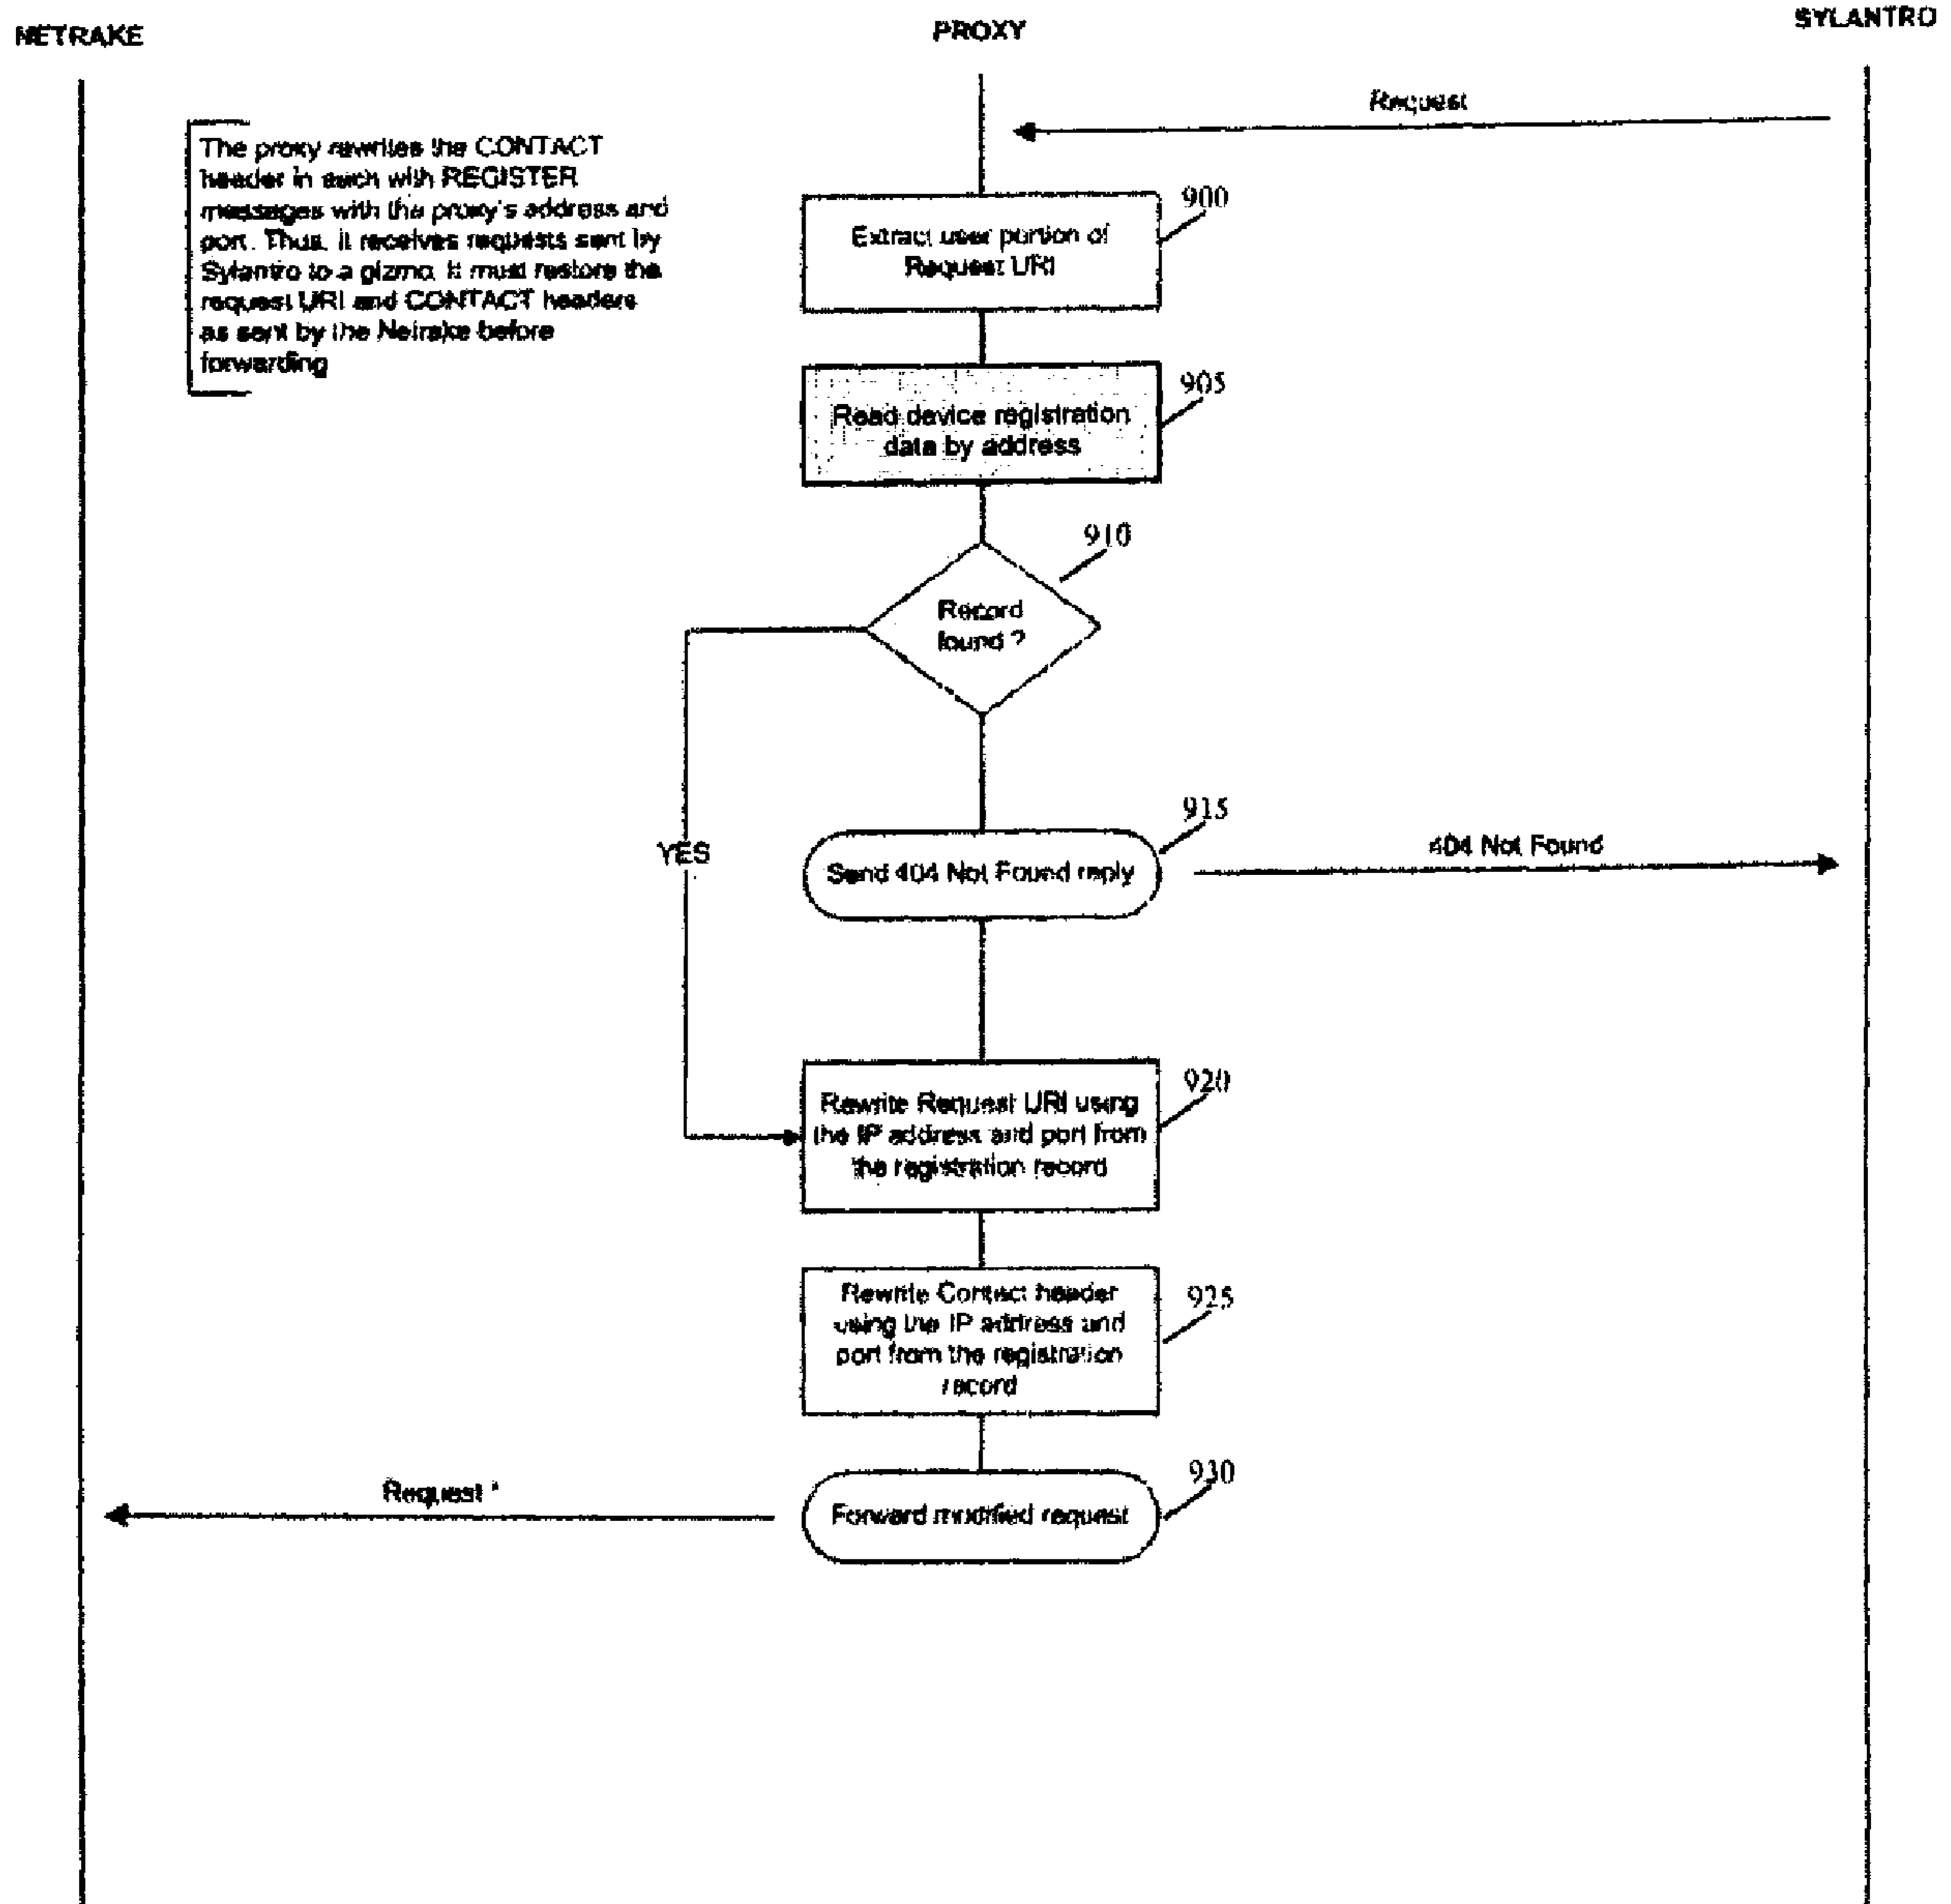 NETRAKE
PROXY
SYLANTRO
Request
The proxy rewrites the CONTACT
header in each with REGISTER
messages with the proxy's address and
port. Thus, it receives requests sent by
Sylantro to a gizmo. It must restore the
request URI and CONTACT headers
as sent by the Netrake before
forwarding
900
Extract user portion of
Request URI
905
Read device registration
data by address
910
Record
found ?
YES
915
Send 404 Not Found reply
404 Not Found
920
Rewrite Request URI using
the IP address and port from
the registration record
925
Rewrite Contact header
using the IP address and
port from the registration
record
930
Forward modified request
Request *